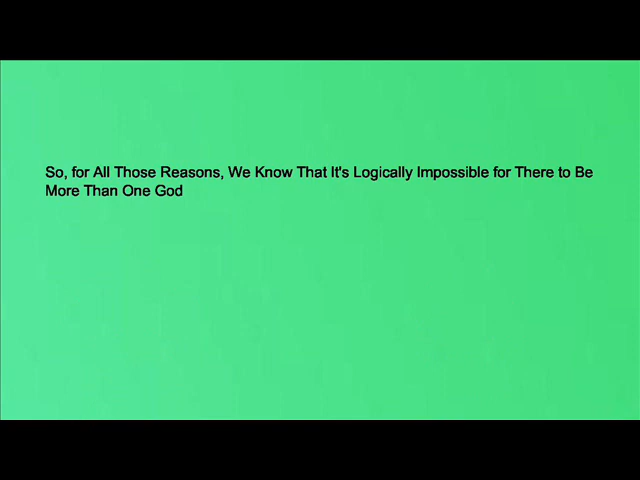 So, for All Those Reasons, We Know That It's Logically Impossible for There to Be
More Than One God